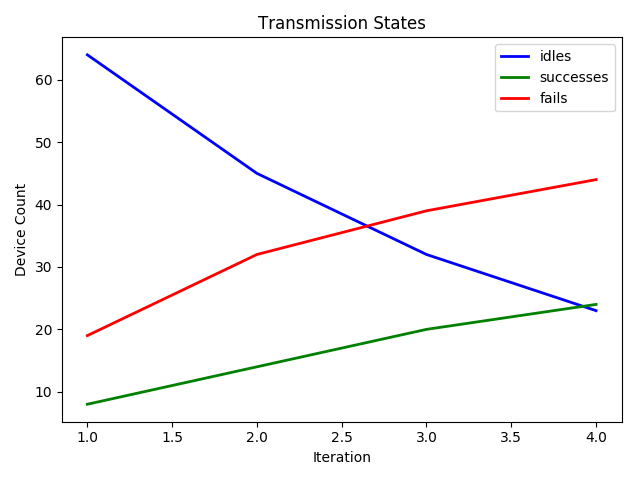 Transmission States
idles
successes
fails
Device Count
60
50
40
30
20
10
1.0 1.5 2.0 2.5 3.0 3.5 4.0
Iteration